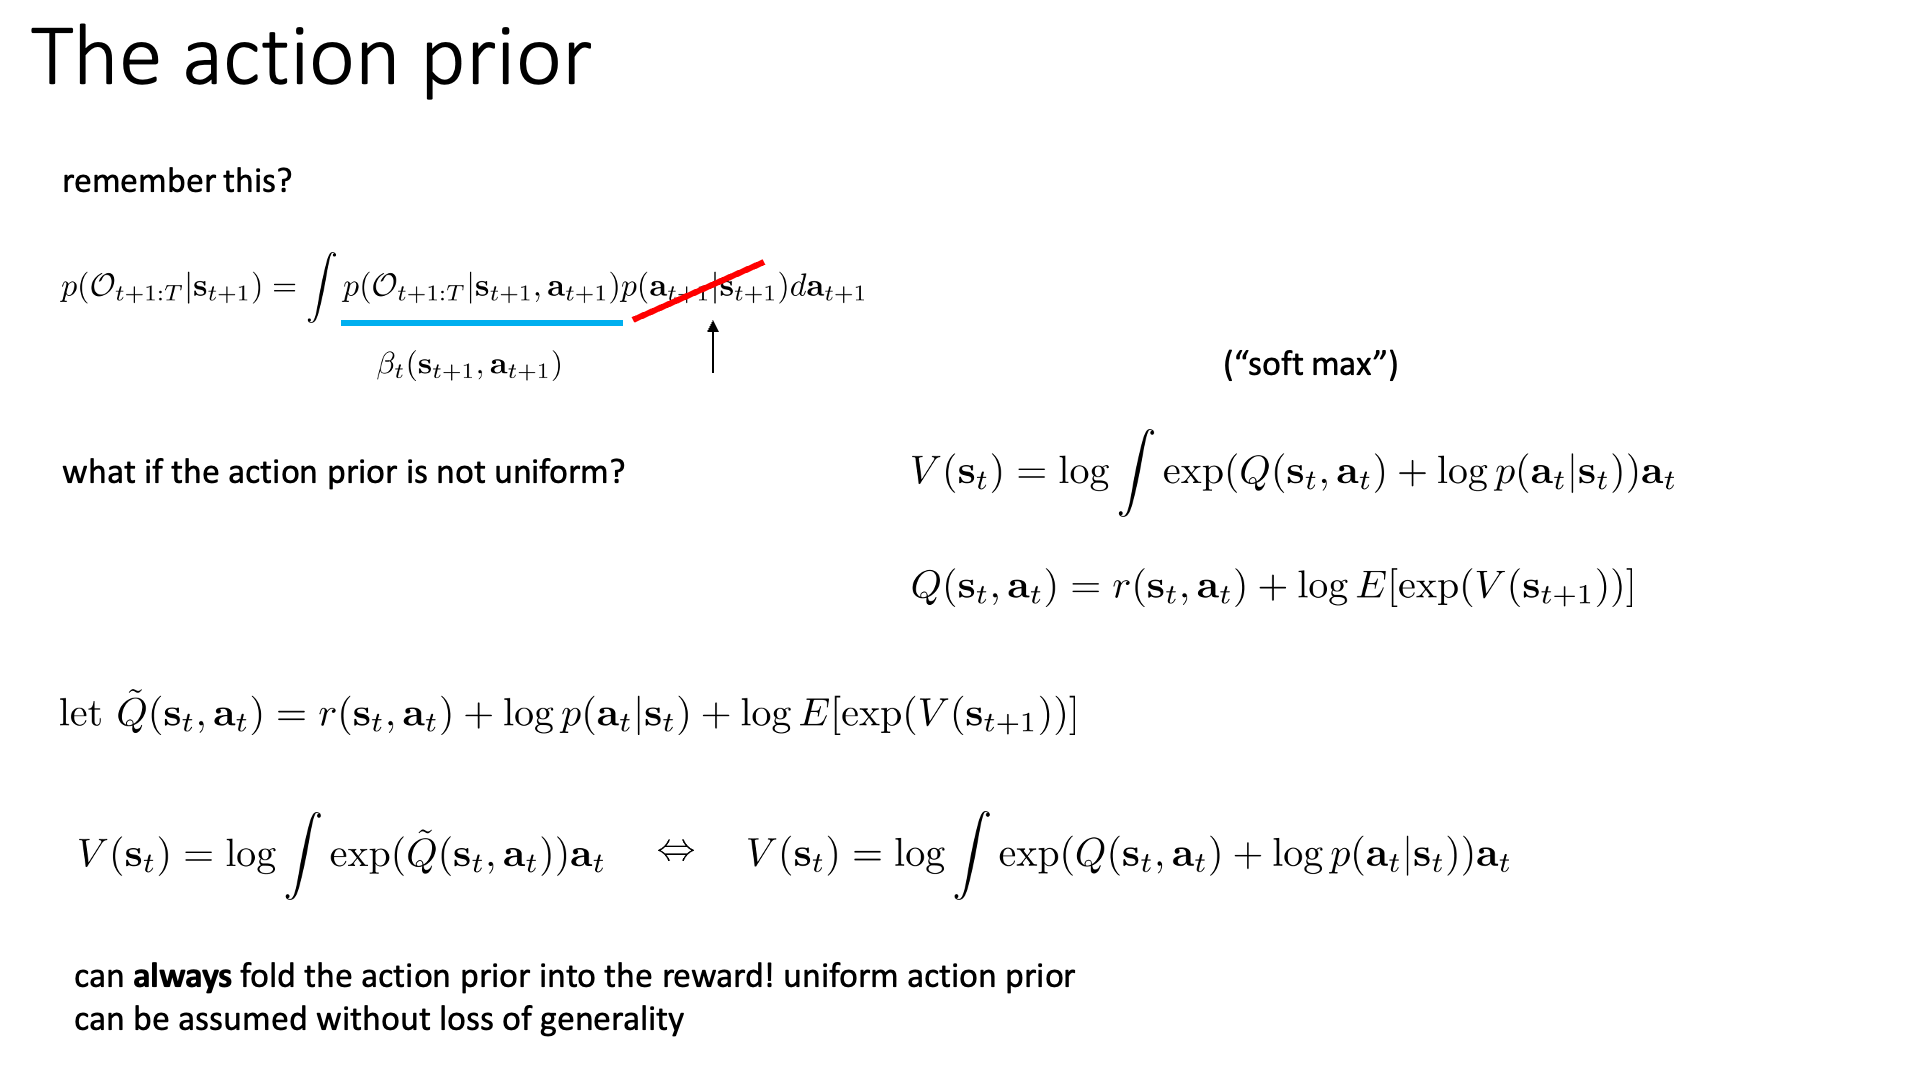 The action prior
remember this?
$p(\mathcal{O}_{t+1:T}|\mathbf{s}_{t+1}) = \int p(\mathcal{O}_{t+1:T}|\mathbf{s}_{t+1}, \mathbf{a}_{t+1})p(\mathbf{a}_{t+1}|\mathbf{s}_{t+1})d\mathbf{a}_{t+1}$
$\beta_t(\mathbf{s}_{t+1}, \mathbf{a}_{t+1})$
(“soft max”)
what if the action prior is not uniform?
$V(\mathbf{s}_t) = \log \int \exp(Q(\mathbf{s}_t, \mathbf{a}_t) + \log p(\mathbf{a}_t|\mathbf{s}_t))\mathbf{a}_t$
$Q(\mathbf{s}_t, \mathbf{a}_t) = r(\mathbf{s}_t, \mathbf{a}_t) + \log E[\exp(V(\mathbf{s}_{t+1}))]$
let $\tilde{Q}(\mathbf{s}_t, \mathbf{a}_t) = r(\mathbf{s}_t, \mathbf{a}_t) + \log p(\mathbf{a}_t|\mathbf{s}_t) + \log E[\exp(V(\mathbf{s}_{t+1}))]$
$V(\mathbf{s}_t) = \log \int \exp(\tilde{Q}(\mathbf{s}_t, \mathbf{a}_t))\mathbf{a}_t \Leftrightarrow V(\mathbf{s}_t) = \log \int \exp(Q(\mathbf{s}_t, \mathbf{a}_t) + \log p(\mathbf{a}_t|\mathbf{s}_t))\mathbf{a}_t$
can always fold the action prior into the reward! uniform action prior
can be assumed without loss of generality